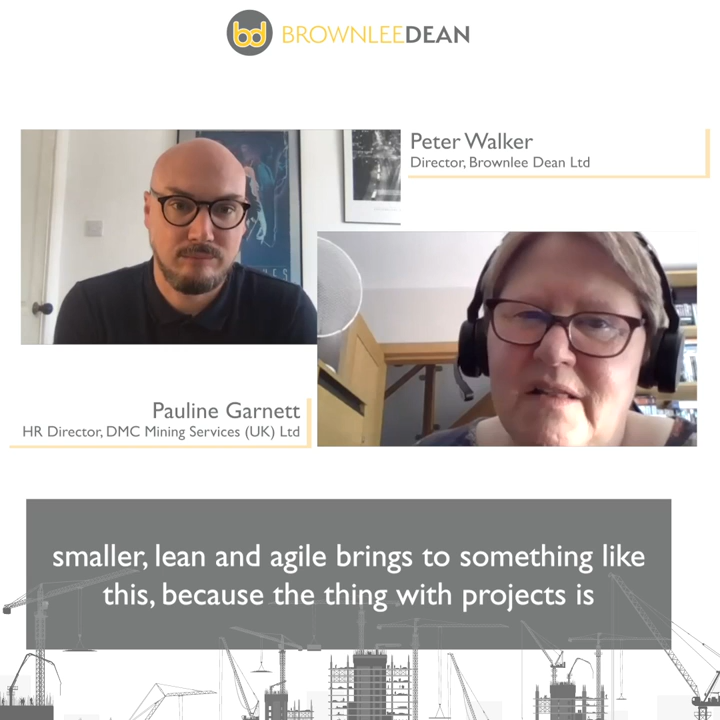 bd BROWNLEEDEAN
Peter Walker
Director, Brownlee Dean Ltd
Pauline Garnett
HR Director, DMC Mining Services (UK) Ltd
smaller, lean and agile brings to something like
this, because the thing with projects is